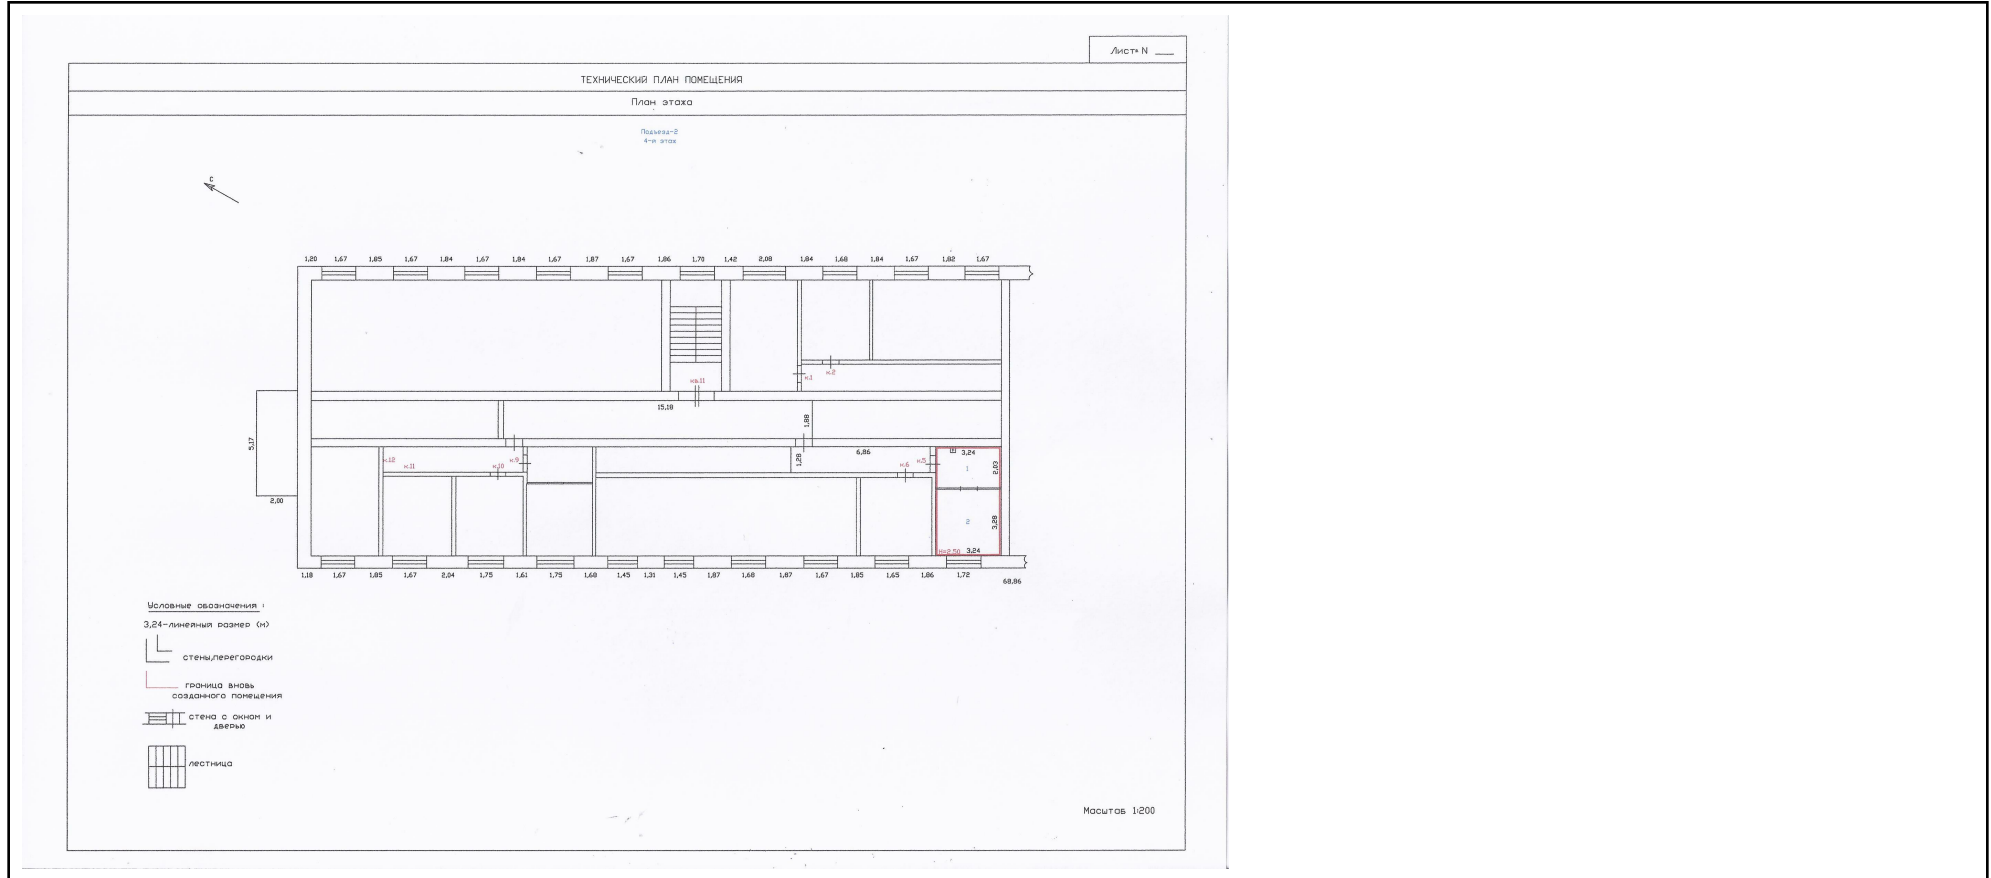 Лист N ___
ТЕХНИЧЕСКИЙ ПЛАН ПОМЕЩЕНИЯ
План этажа
Подъезд-2
4-й этаж
С
1,20 1,67 1,85 1,67 1,84 1,67 1,84 1,67 1,87 1,67 1,86 1,70 1,42 2,08 1,84 1,68 1,84 1,67 1,82 1,67
к.1 к.2
кв.11
15,18
1,88
5,17
2,00
к.12 к.11 к.10 к.9
1,28
6,86
к.6 к.5
3,24
1
2,03
2
3,28
H=2.50 3,24
1,18 1,67 1,85 1,67 2,04 1,75 1,61 1,75 1,60 1,45 1,31 1,45 1,87 1,68 1,87 1,67 1,85 1,65 1,86 1,72
68,86
Условные обозначения :
3,24-линейный размер (м)
стены,перегородки
граница вновь
созданного помещения
стена с окном и
дверью
лестница
Масштаб 1:200